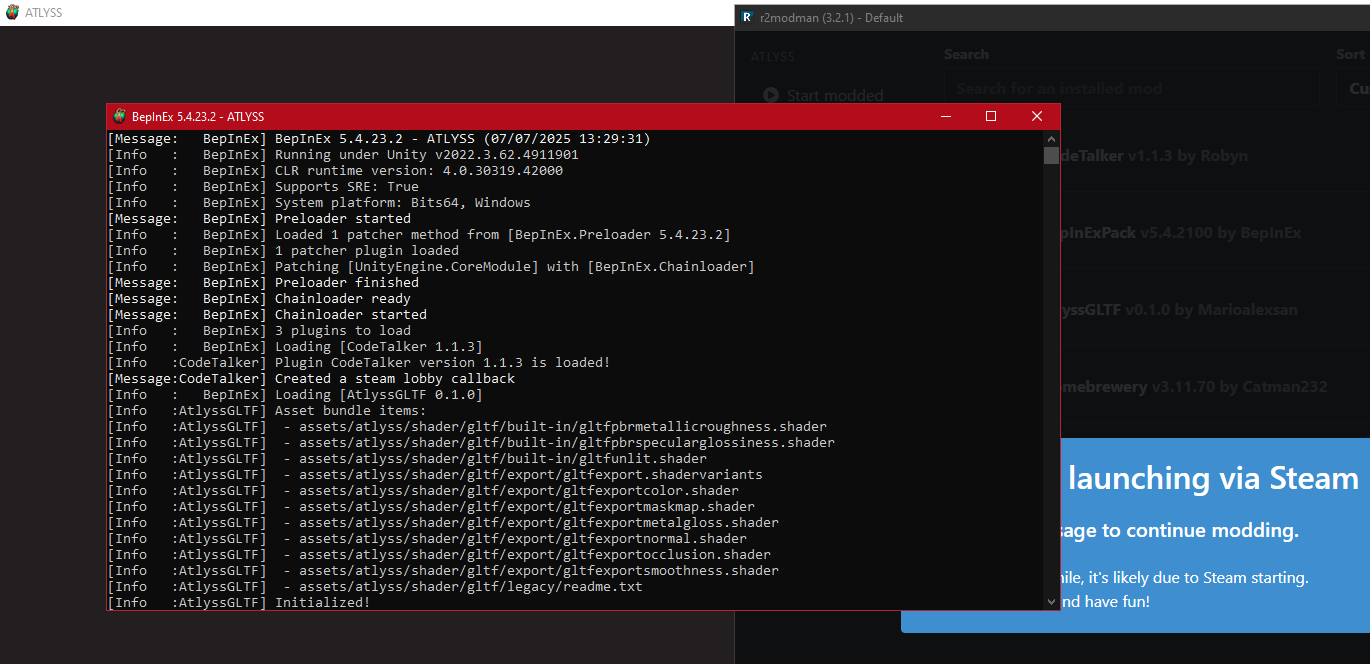 ATLYSS
r2modman (3.2.1) - Default
ATLYSS
Search
Sort
Start modded
Search for an installed mod
Cu
BepInEx 5.4.23.2 - ATLYSS
[Message:   BepInEx] BepInEx 5.4.23.2 - ATLYSS (07/07/2025 13:29:31)
[Info   :   BepInEx] Running under Unity v2022.3.62.4911901
[Info   :   BepInEx] CLR runtime version: 4.0.30319.42000
[Info   :   BepInEx] Supports SRE: True
[Info   :   BepInEx] System platform: Bits64, Windows
[Message:   BepInEx] Preloader started
[Info   :   BepInEx] Loaded 1 patcher method from [BepInEx.Preloader 5.4.23.2]
[Info   :   BepInEx] 1 patcher plugin loaded
[Info   :   BepInEx] Patching [UnityEngine.CoreModule] with [BepInEx.Chainloader]
[Message:   BepInEx] Preloader finished
[Message:   BepInEx] Chainloader ready
[Message:   BepInEx] Chainloader started
[Info   :   BepInEx] 3 plugins to load
[Info   :   BepInEx] Loading [CodeTalker 1.1.3]
[Info   :CodeTalker] Plugin CodeTalker version 1.1.3 is loaded!
[Message:CodeTalker] Created a steam lobby callback
[Info   :   BepInEx] Loading [AtlyssGLTF 0.1.0]
[Info   :AtlyssGLTF] Asset bundle items:
[Info   :AtlyssGLTF]  - assets/atlyss/shader/gltf/built-in/gltfpbrmetallicroughness.shader
[Info   :AtlyssGLTF]  - assets/atlyss/shader/gltf/built-in/gltfpbrspecularglossiness.shader
[Info   :AtlyssGLTF]  - assets/atlyss/shader/gltf/built-in/gltfunlit.shader
[Info   :AtlyssGLTF]  - assets/atlyss/shader/gltf/export/gltfexport.shadervariants
[Info   :AtlyssGLTF]  - assets/atlyss/shader/gltf/export/gltfexportcolor.shader
[Info   :AtlyssGLTF]  - assets/atlyss/shader/gltf/export/gltfexportmaskmap.shader
[Info   :AtlyssGLTF]  - assets/atlyss/shader/gltf/export/gltfexportmetalgloss.shader
[Info   :AtlyssGLTF]  - assets/atlyss/shader/gltf/export/gltfexportnormal.shader
[Info   :AtlyssGLTF]  - assets/atlyss/shader/gltf/export/gltfexportocclusion.shader
[Info   :AtlyssGLTF]  - assets/atlyss/shader/gltf/export/gltfexportsmoothness.shader
[Info   :AtlyssGLTF]  - assets/atlyss/shader/gltf/legacy/readme.txt
[Info   :AtlyssGLTF] Initialized!
deTalker v1.1.3 by Robyn
pInExPack v5.4.2100 by BepInEx
yssGLTF v0.1.0 by Marioalexsan
mebrewery v3.11.70 by Catman232
launching via Steam
sage to continue modding.
hile, it's likely due to Steam starting.
nd have fun!